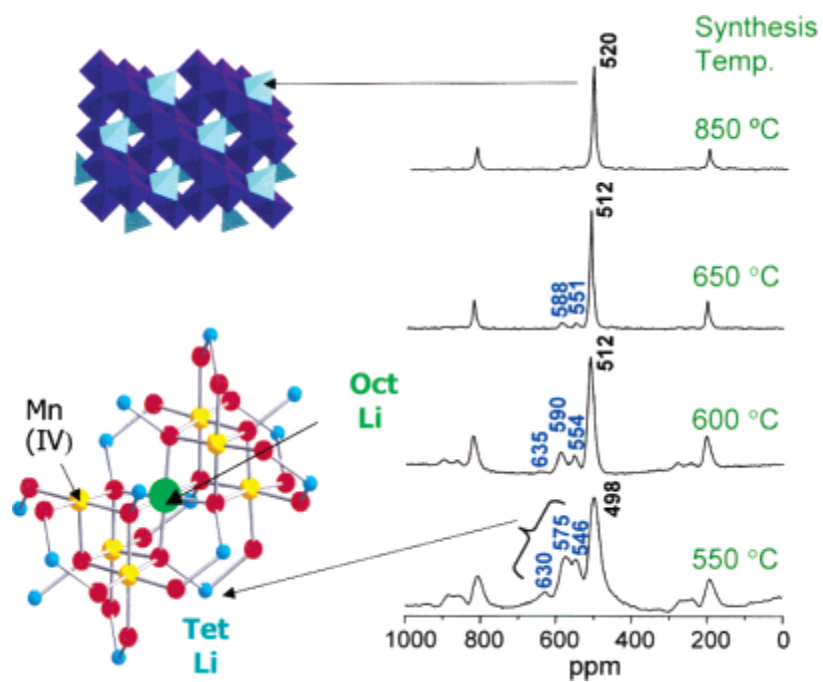 Synthesis
Temp.
520
850 °C
512
588
551
650 °C
512
635
590
554
600 °C
498
630
575
546
550 °C
Mn
(IV)
Oct
Li
Tet
Li
1000 800 600 400 200 0
ppm